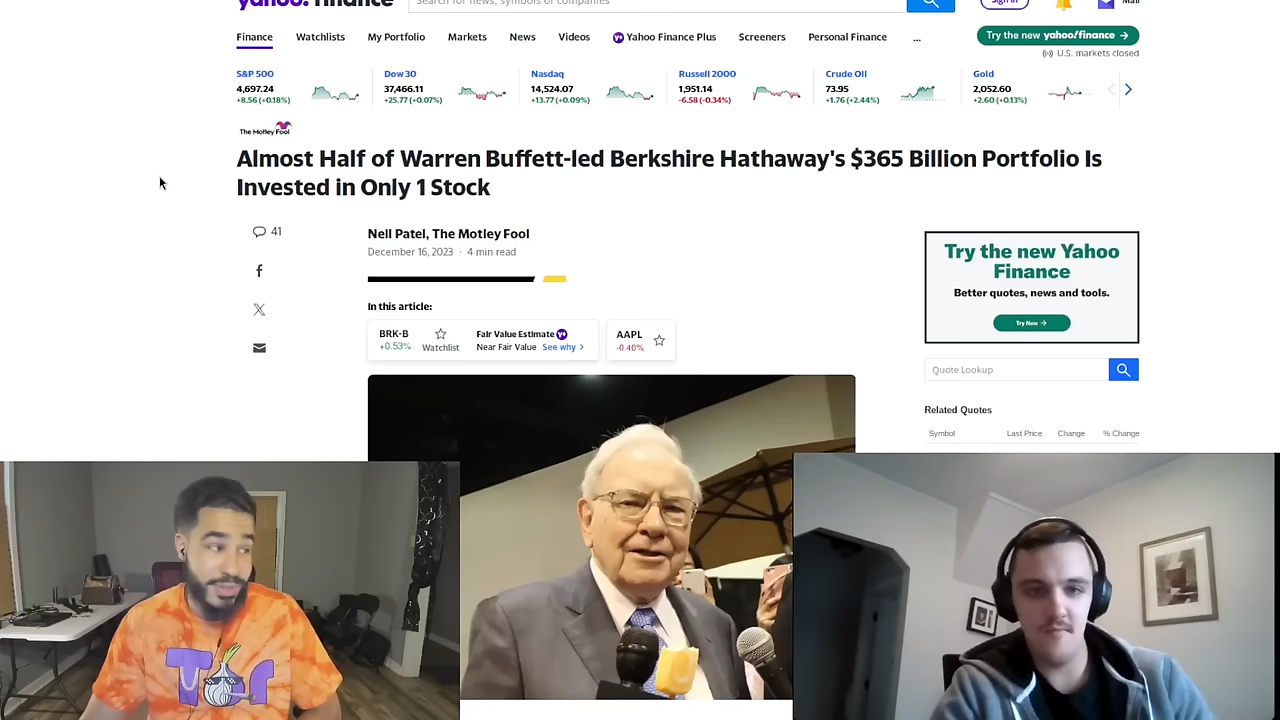 yahoo! finance
Search for news, symbols or companies
Sign in
Mail
Finance
Watchlists
My Portfolio
Markets
News
Videos
Yahoo Finance Plus
Screeners
Personal Finance
...
Try the new yahoo/finance
U.S. markets closed
S&P 500
4,697.24
+8.56 (+0.18%)
Dow 30
37,466.11
+25.77 (+0.07%)
Nasdaq
14,524.07
+13.77 (+0.09%)
Russell 2000
1,951.14
-6.58 (-0.34%)
Crude Oil
73.95
+1.76 (+2.44%)
Gold
2,052.60
+2.60 (+0.13%)
The Motley Fool
Almost Half of Warren Buffett-led Berkshire Hathaway's $365 Billion Portfolio Is
Invested in Only 1 Stock
41
Neil Patel, The Motley Fool
December 16, 2023 · 4 min read
In this article:
BRK-B
+0.53%
Watchlist
Fair Value Estimate
Near Fair Value See why
AAPL
-0.40%
Try the new Yahoo
Finance
Better quotes, news and tools.
Try Now
Quote Lookup
Related Quotes
Symbol Last Price Change % Change
Tor